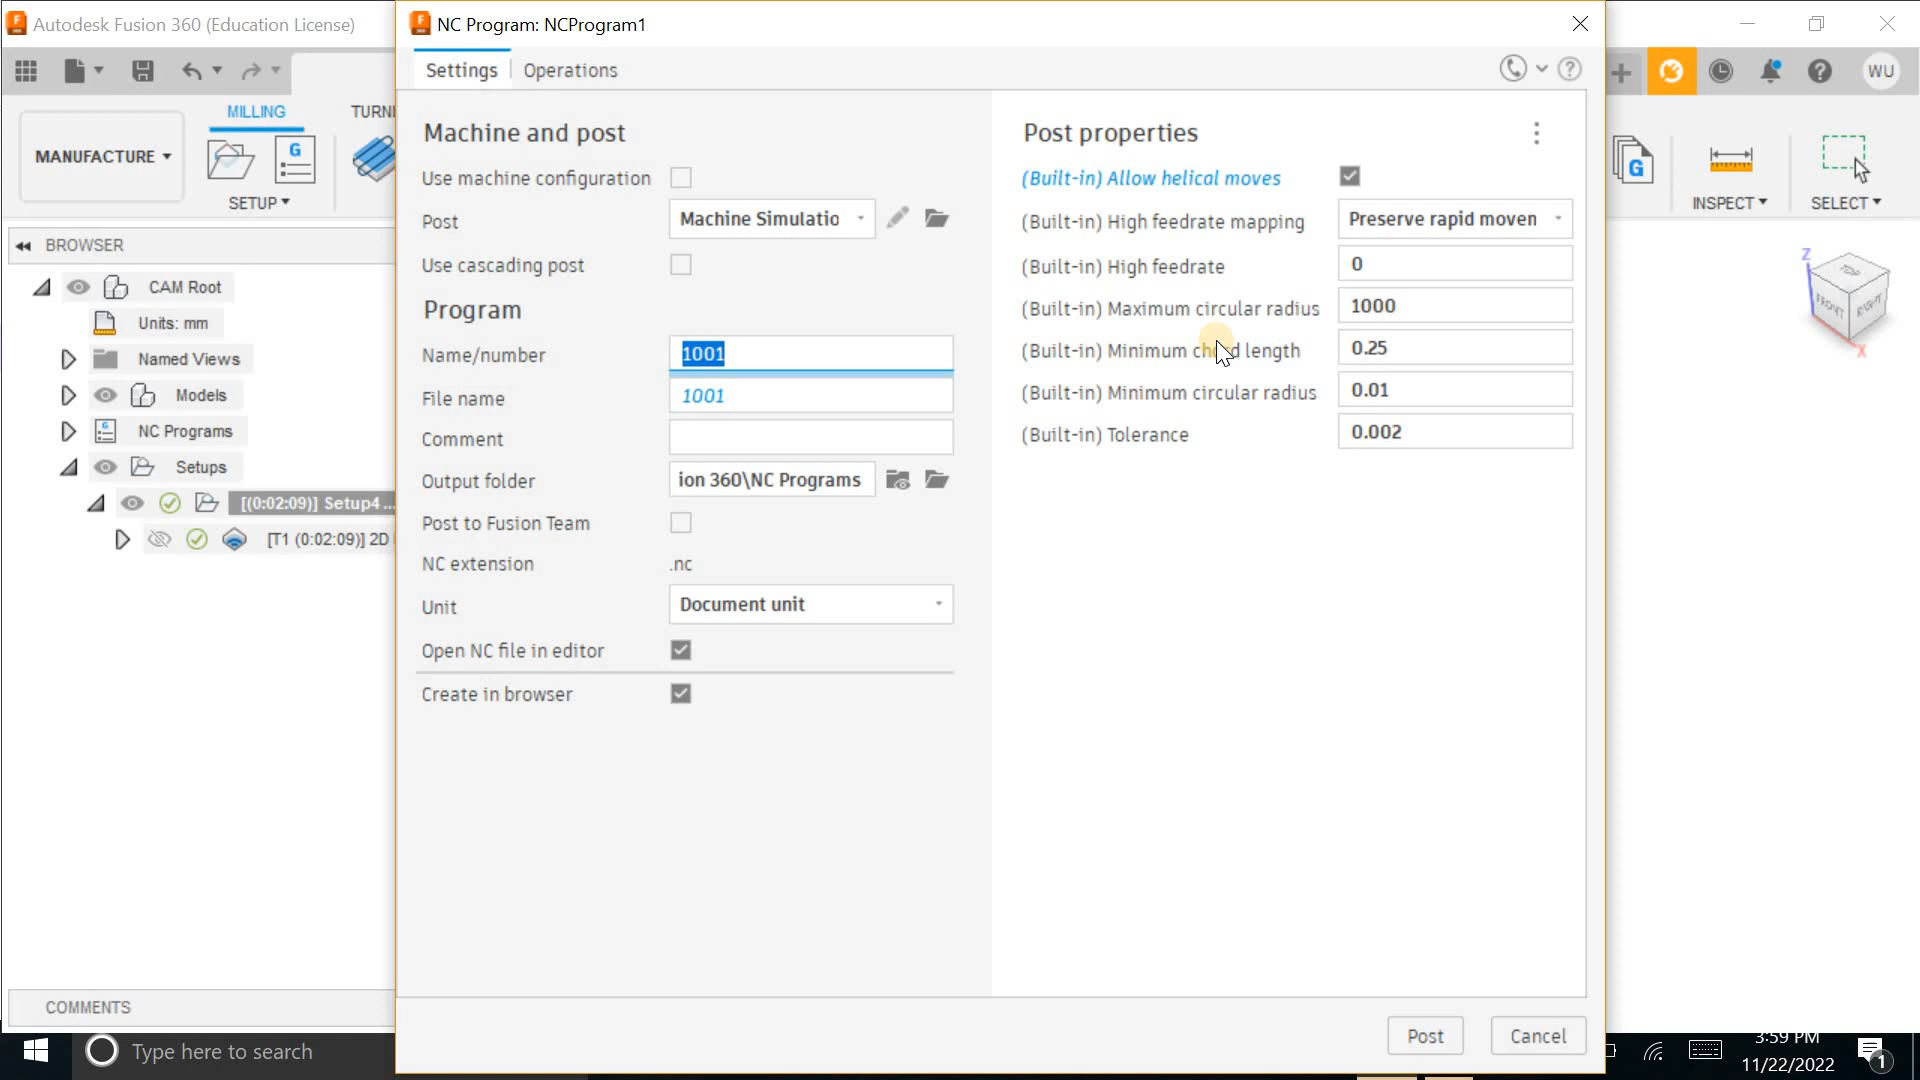 Autodesk Fusion 360 (Education License)
NC Program: NCProgram1
Settings
Operations
WU
MILLING
MANUFACTURE
SETUP
INSPECT
SELECT
BROWSER
CAM Root
Units: mm
Named Views
Models
NC Programs
Setups
[(0:02:09)] Setup4 ...
[T1 (0:02:09)] 2D
COMMENTS
Machine and post
Use machine configuration
Post Machine Simulatio
Use cascading post
Program
Name/number 1001
File name 1001
Comment
Output folder ion 360\NC Programs
Post to Fusion Team
NC extension .nc
Unit Document unit
Open NC file in editor
Create in browser
Post properties
(Built-in) Allow helical moves
(Built-in) High feedrate mapping Preserve rapid moven
(Built-in) High feedrate 0
(Built-in) Maximum circular radius 1000
(Built-in) Minimum chord length 0.25
(Built-in) Minimum circular radius 0.01
(Built-in) Tolerance 0.002
Post Cancel
Z
TOP
FRONT
RIGHT
X
Type here to search
3:59 PM
11/22/2022
1